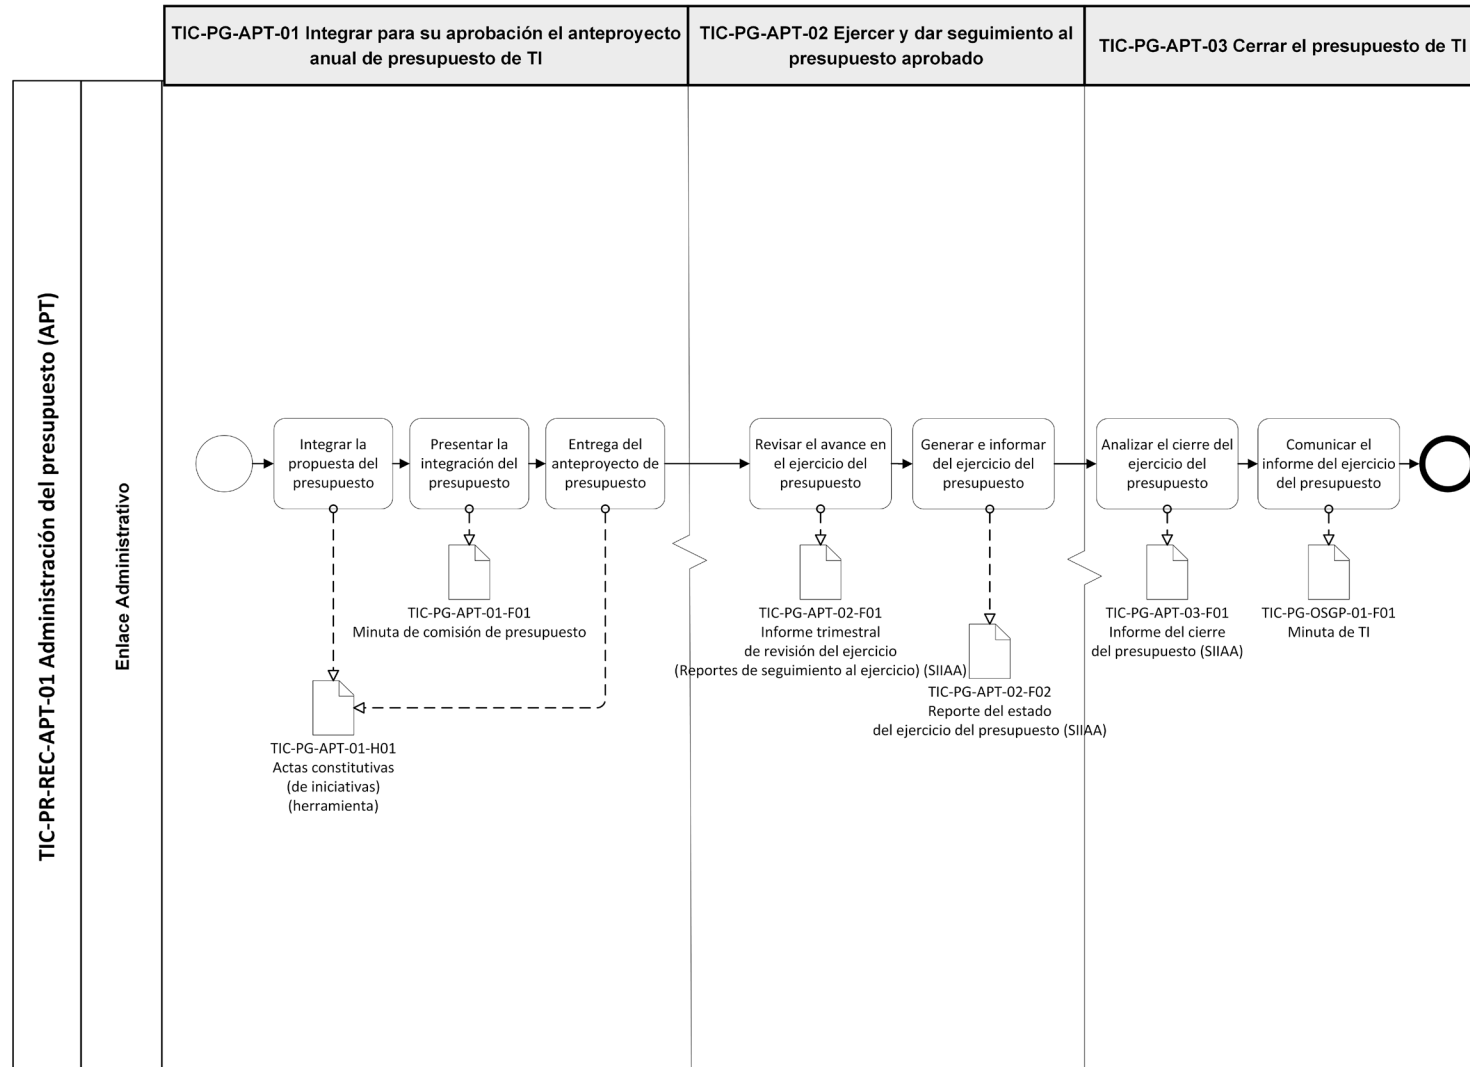 TIC-PG-APT-01 Integrar para su aprobación el anteproyecto
anual de presupuesto de TI
TIC-PG-APT-02 Ejercer y dar seguimiento al
presupuesto aprobado
TIC-PG-APT-03 Cerrar el presupuesto de TI
TIC-PR-REC-APT-01 Administración del presupuesto (APT)
Enlace Administrativo
Integrar la
propuesta del
presupuesto
Presentar la
integración del
presupuesto
Entrega del
anteproyecto de
presupuesto
Revisar el avance en
el ejercicio del
presupuesto
Generar e informar
del ejercicio del
presupuesto
Analizar el cierre del
ejercicio del
presupuesto
Comunicar el
informe del ejercicio
del presupuesto
TIC-PG-APT-01-F01
Minuta de comisión de presupuesto
TIC-PG-APT-02-F01
Informe trimestral
de revisión del ejercicio
(Reportes de seguimiento al ejercicio) (SIIAA)
TIC-PG-APT-03-F01
Informe del cierre
del presupuesto (SIIAA)
TIC-PG-OSGP-01-F01
Minuta de TI
TIC-PG-APT-02-F02
Reporte del estado
del ejercicio del presupuesto (SIIAA)
TIC-PG-APT-01-H01
Actas constitutivas
(de iniciativas)
(herramienta)